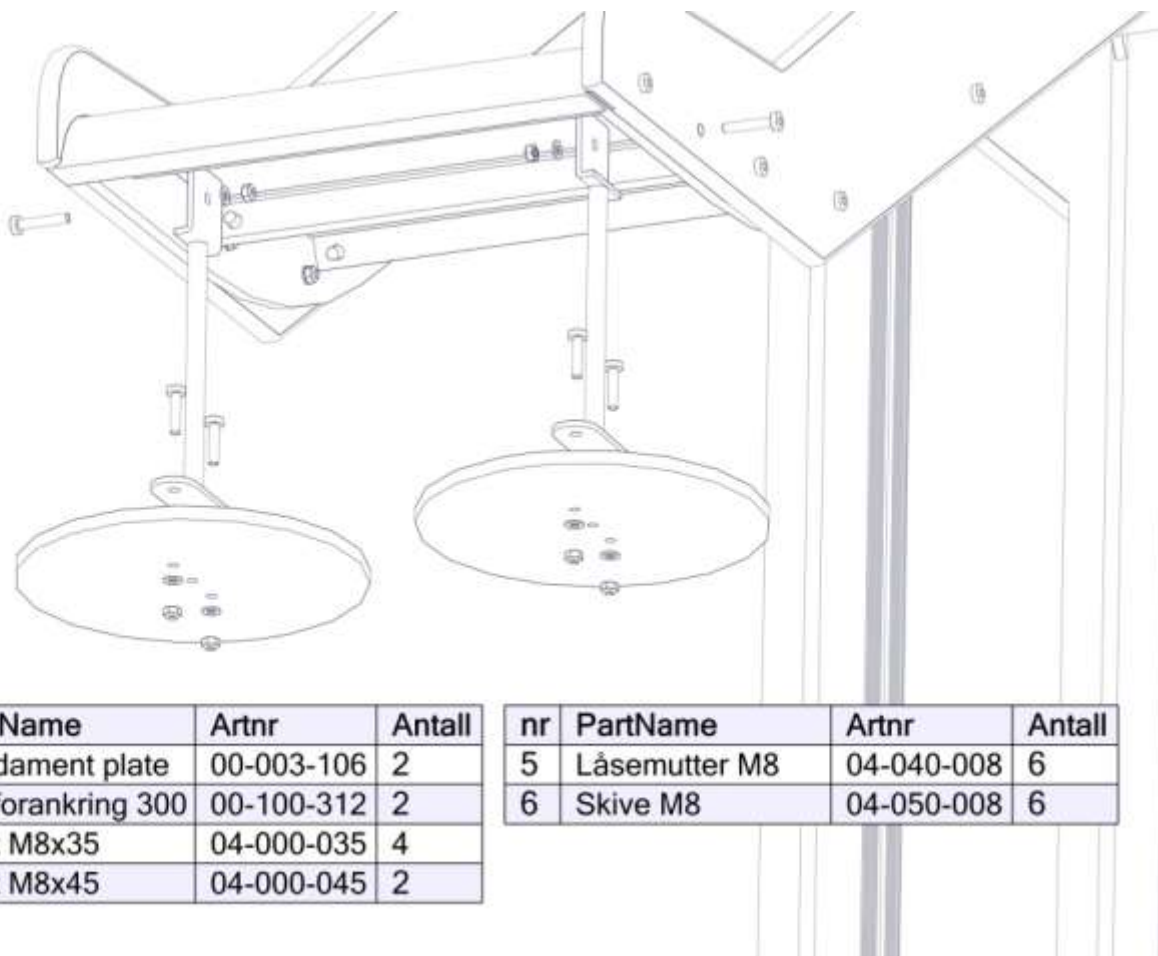 Name Artnr Antall
dament plate 00-003-106 2
orankring 300 00-100-312 2
M8x35 04-000-035 4
M8x45 04-000-045 2
nr PartName Artnr Antall
5 Låsemutter M8 04-040-008 6
6 Skive M8 04-050-008 6